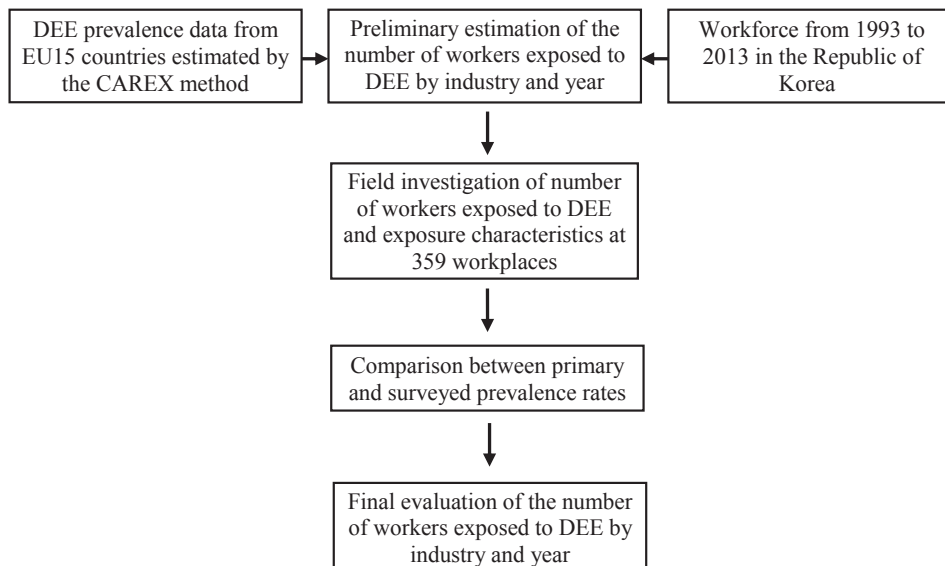 DEE prevalence data from
EU15 countries estimated by
the CAREX method
Preliminary estimation of the
number of workers exposed to
DEE by industry and year
Workforce from 1993 to
2013 in the Republic of
Korea
Field investigation of number
of workers exposed to DEE
and exposure characteristics at
359 workplaces
Comparison between primary
and surveyed prevalence rates
Final evaluation of the number
of workers exposed to DEE by
industry and year